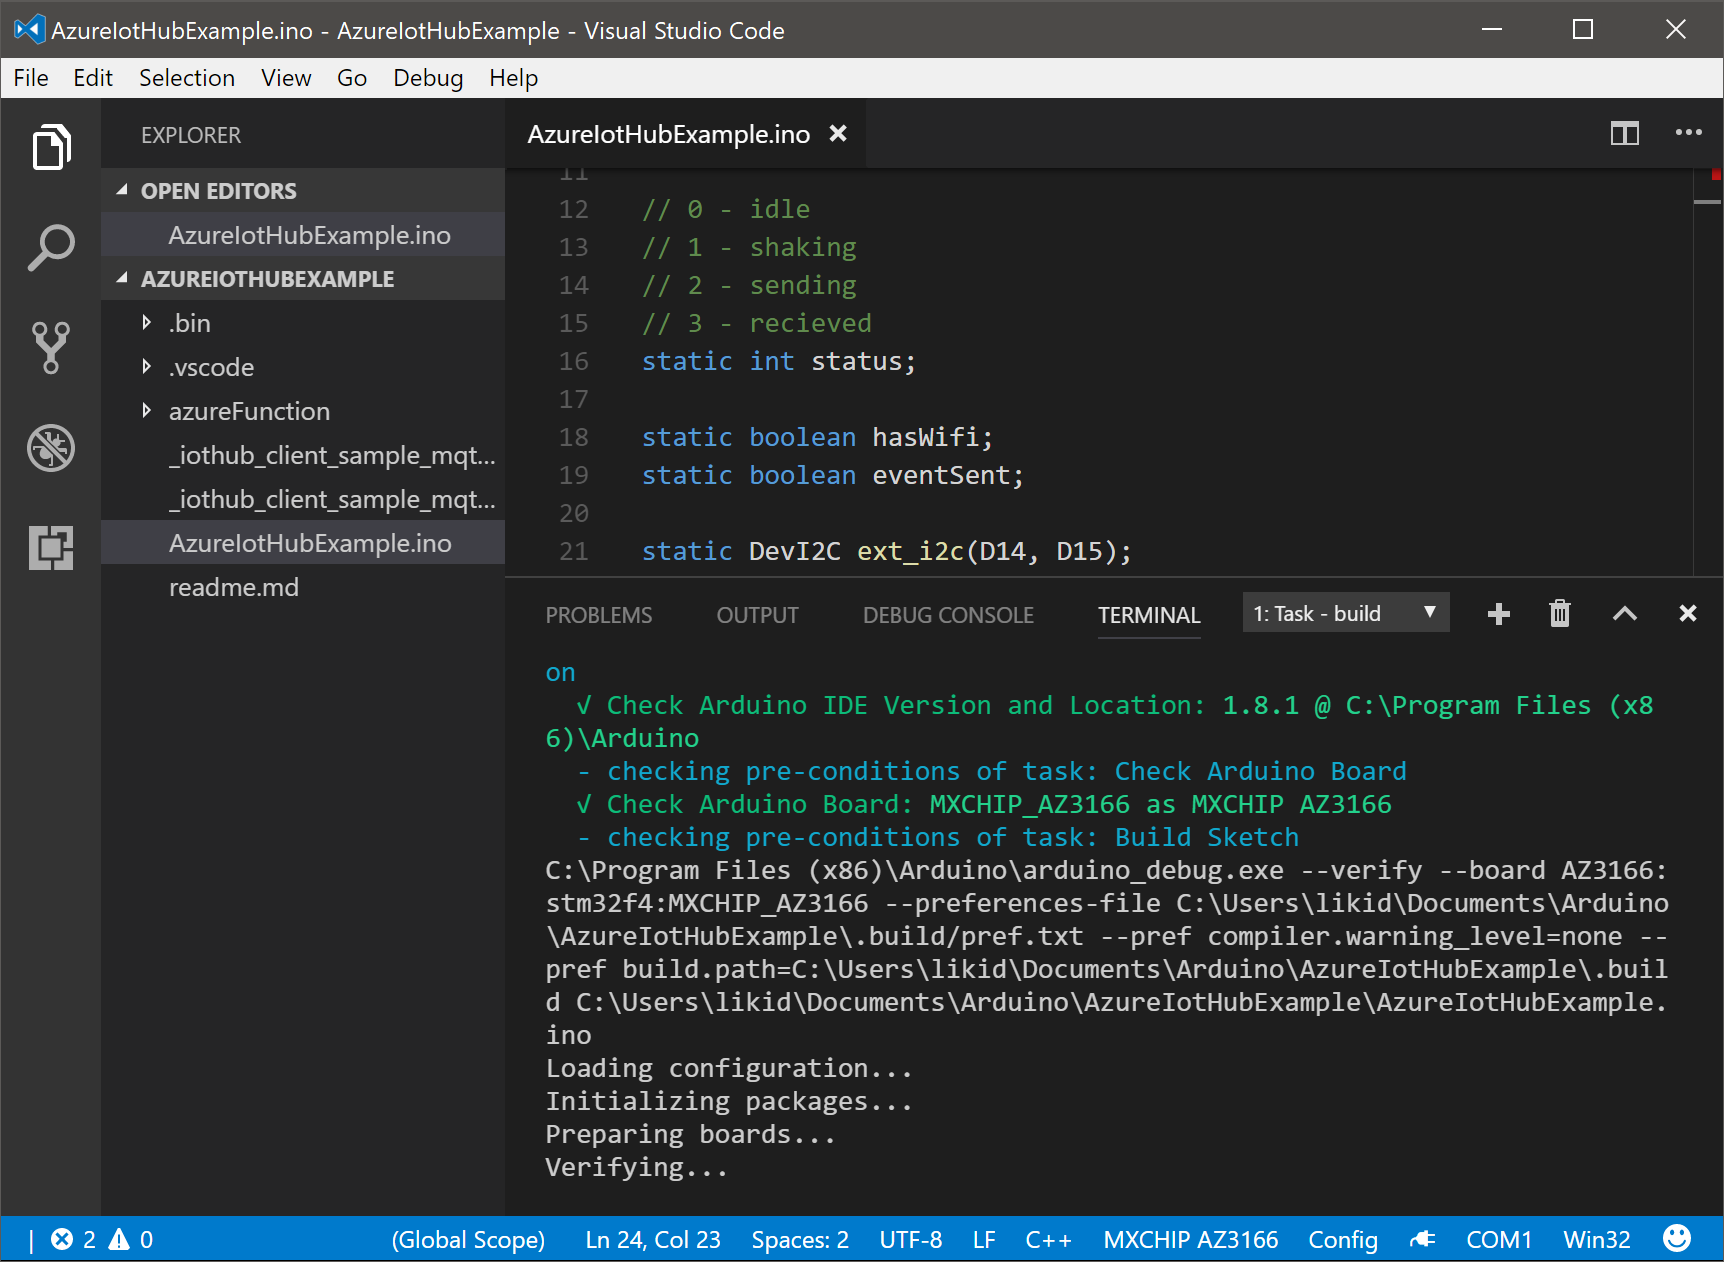 AzureIotHubExample.ino - AzureIotHubExample - Visual Studio Code
File Edit Selection View Go Debug Help
EXPLORER
OPEN EDITORS
AzureIotHubExample.ino
AZUREIOTHUBEXAMPLE
.bin
.vscode
azureFunction
_iothub_client_sample_mqt...
_iothub_client_sample_mqt...
AzureIotHubExample.ino
readme.md
AzureIotHubExample.ino
11
12 // 0 - idle
13 // 1 - shaking
14 // 2 - sending
15 // 3 - recieved
16 static int status;
17
18 static boolean hasWifi;
19 static boolean eventSent;
20
21 static DevI2C ext_i2c(D14, D15);
PROBLEMS OUTPUT DEBUG CONSOLE TERMINAL 1: Task - build
on
√ Check Arduino IDE Version and Location: 1.8.1 @ C:\Program Files (x8
6)\Arduino
- checking pre-conditions of task: Check Arduino Board
√ Check Arduino Board: MXCHIP_AZ3166 as MXCHIP AZ3166
- checking pre-conditions of task: Build Sketch
C:\Program Files (x86)\Arduino\arduino_debug.exe --verify --board AZ3166:
stm32f4:MXCHIP_AZ3166 --preferences-file C:\Users\likid\Documents\Arduino
\AzureIotHubExample\.build/pref.txt --pref compiler.warning_level=none --
pref build.path=C:\Users\likid\Documents\Arduino\AzureIotHubExample\.buil
d C:\Users\likid\Documents\Arduino\AzureIotHubExample\AzureIotHubExample.
ino
Loading configuration...
Initializing packages...
Preparing boards...
Verifying...
2 0 (Global Scope) Ln 24, Col 23 Spaces: 2 UTF-8 LF C++ MXCHIP AZ3166 Config COM1 Win32